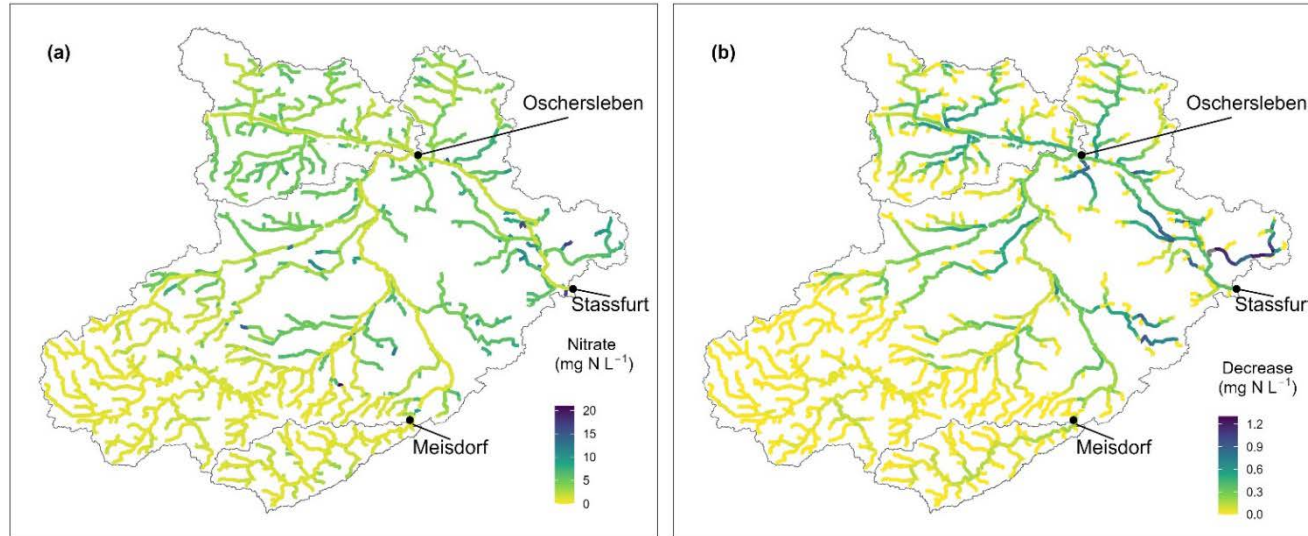 (a)
Oschersleben
Stassfurt
Nitrate
(mg N L⁻¹)
20
15
10
5
0
Meisdorf
(b)
Oschersleben
Stassfurt
Decrease
(mg N L⁻¹)
1.2
0.9
0.6
0.3
0.0
Meisdorf